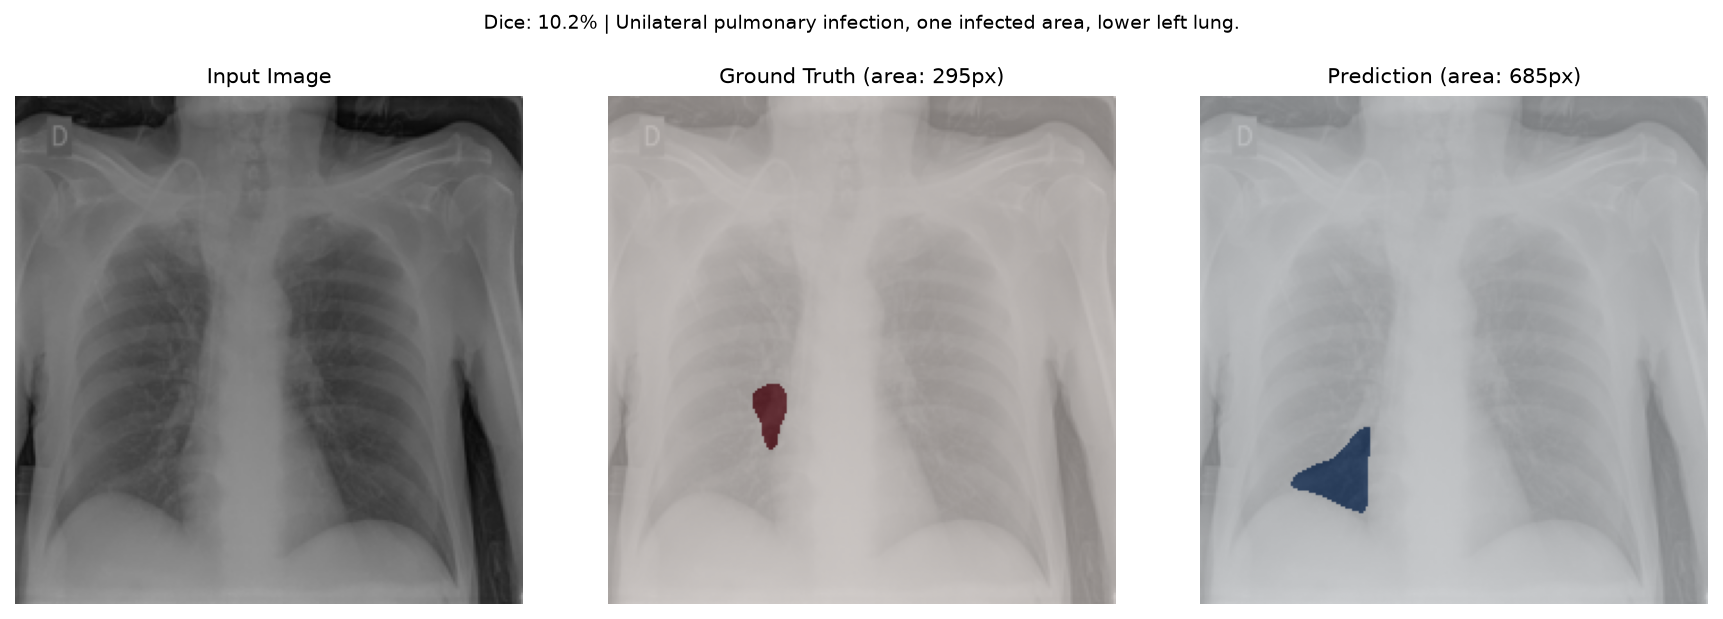 Dice: 10.2% | Unilateral pulmonary infection, one infected area, lower left lung.
Input Image
Ground Truth (area: 295px)
Prediction (area: 685px)
D
D
D